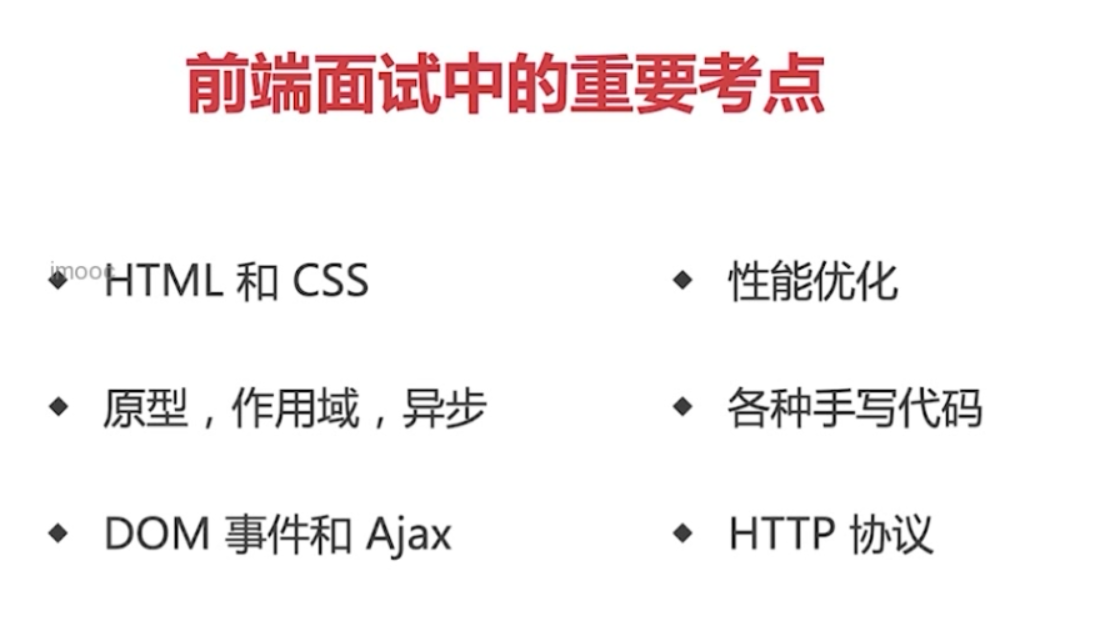 前端面试中的重要考点
imooc
HTML 和 CSS
原型，作用域，异步
DOM 事件和 Ajax
性能优化
各种手写代码
HTTP 协议